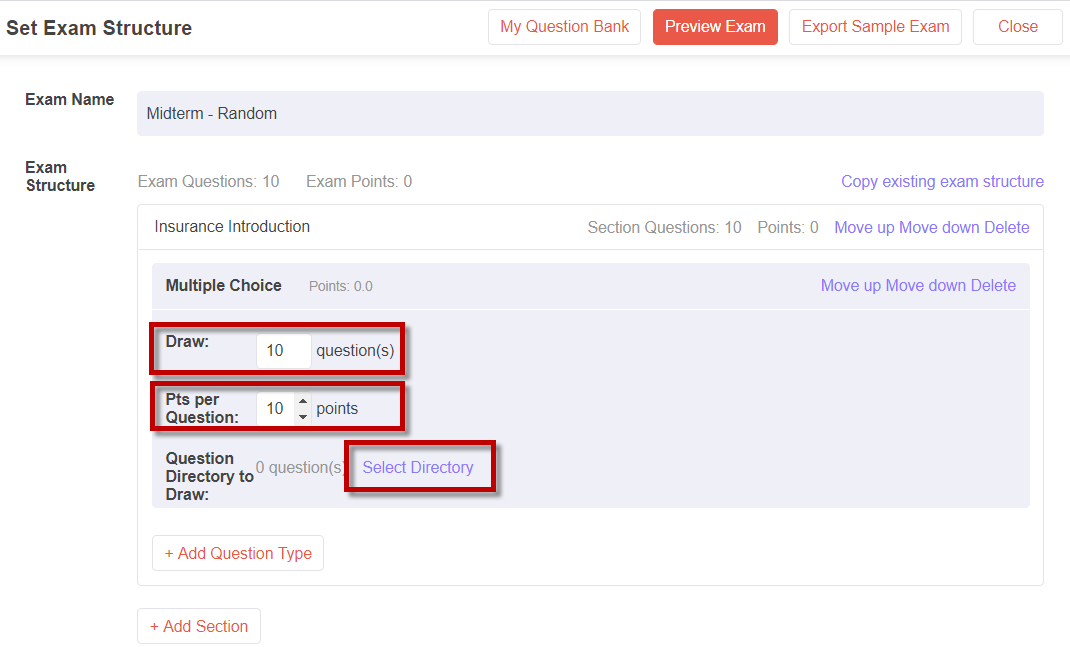 Set Exam Structure
My Question Bank
Preview Exam
Export Sample Exam
Close
Exam Name
Midterm - Random
Exam
Structure
Exam Questions: 10
Exam Points: 0
Copy existing exam structure
Insurance Introduction
Section Questions: 10
Points: 0
Move up Move down Delete
Multiple Choice
Points: 0.0
Move up Move down Delete
Draw:
10
question(s)
Pts per
Question:
10
points
Question
Directory to
Draw:
0 question(s)
Select Directory
+ Add Question Type
+ Add Section